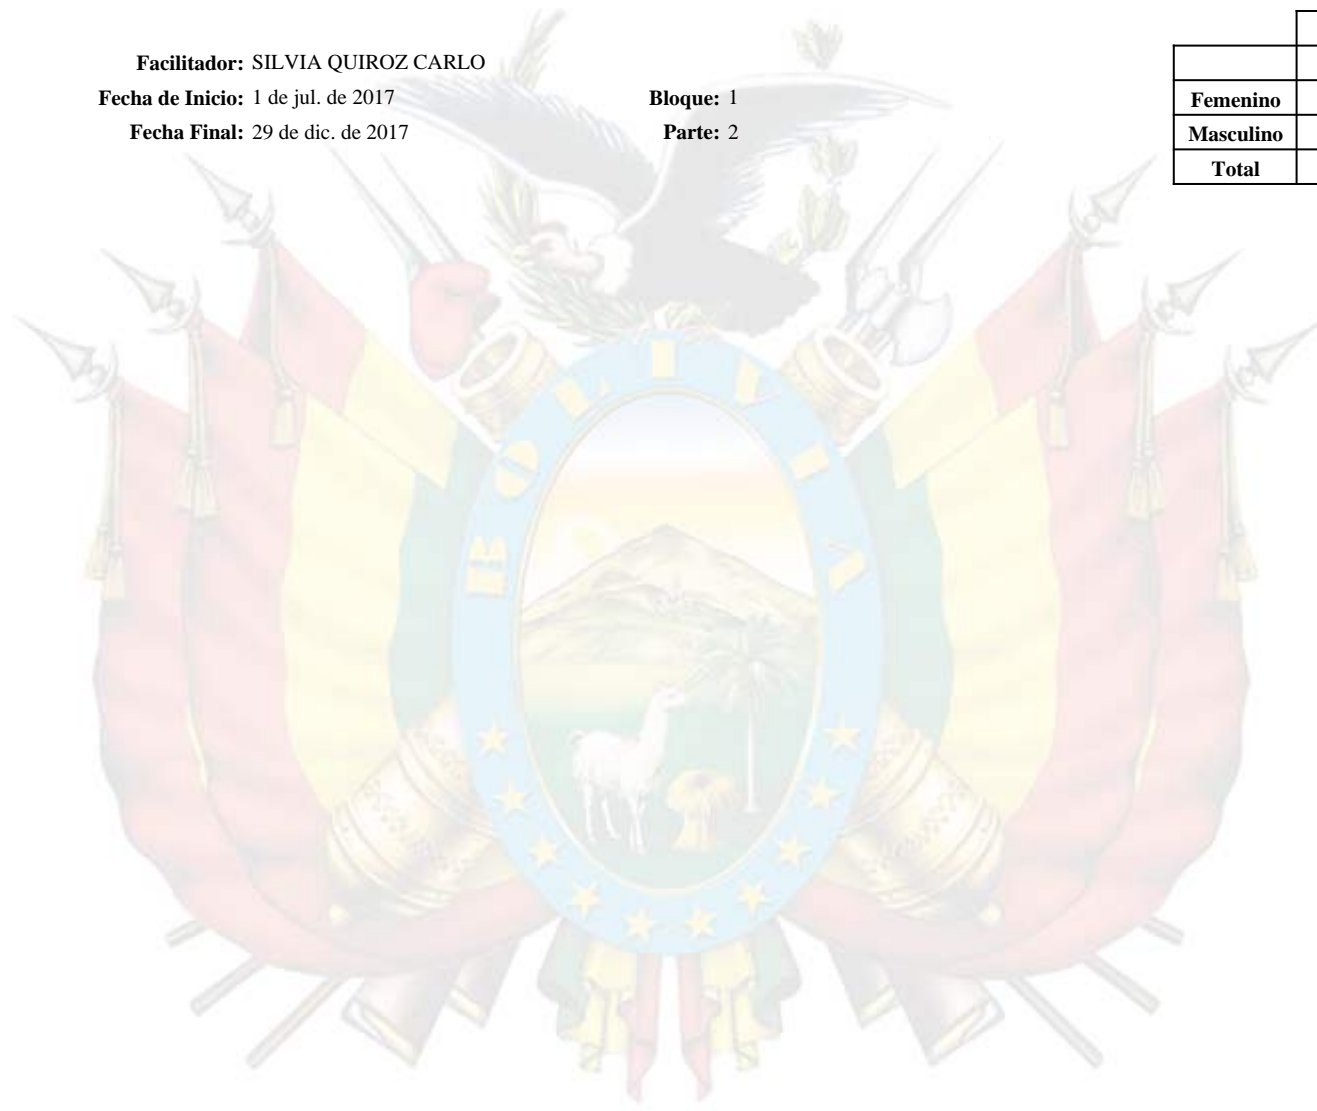 Facilitador: SILVIA QUIROZ CARLO
Fecha de Inicio: 1 de jul. de 2017 Bloque: 1
Fecha Final: 29 de dic. de 2017 Parte: 2
Femenino
Masculino
Total
BOLIVIA